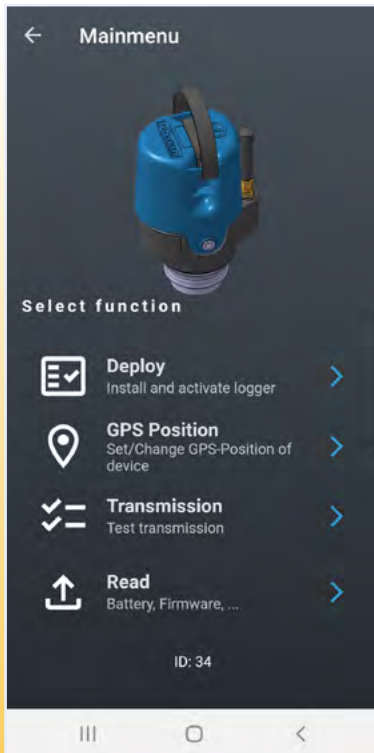 Mainmenu
Select function
Deploy
Install and activate logger
GPS Position
Set/Change GPS-Position of
device
Transmission
Test transmission
Read
Battery, Firmware, ...
ID: 34